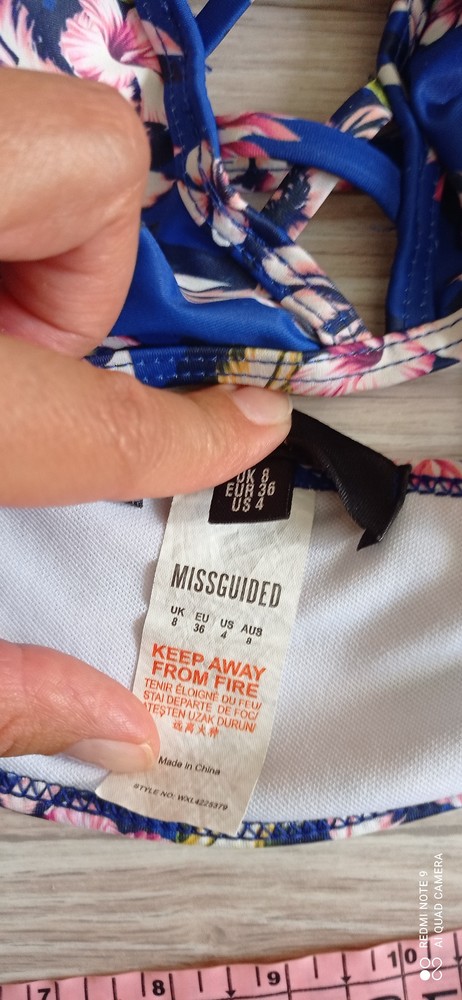 UK 8
EUR 36
US 4
MISSGUIDED
UK EU US AUS
8 36 4 8
KEEP AWAY
FROM FIRE
TENIR ÉLOIGNÉ DU FEU/
STAI DEPARTE DE FOC/
ATEŞTEN UZAK DURUN/
远离火种
Made in China
STYLE NO: WXL4225379
REDMI NOTE 9
AI QUAD CAMERA
7 8 9 10